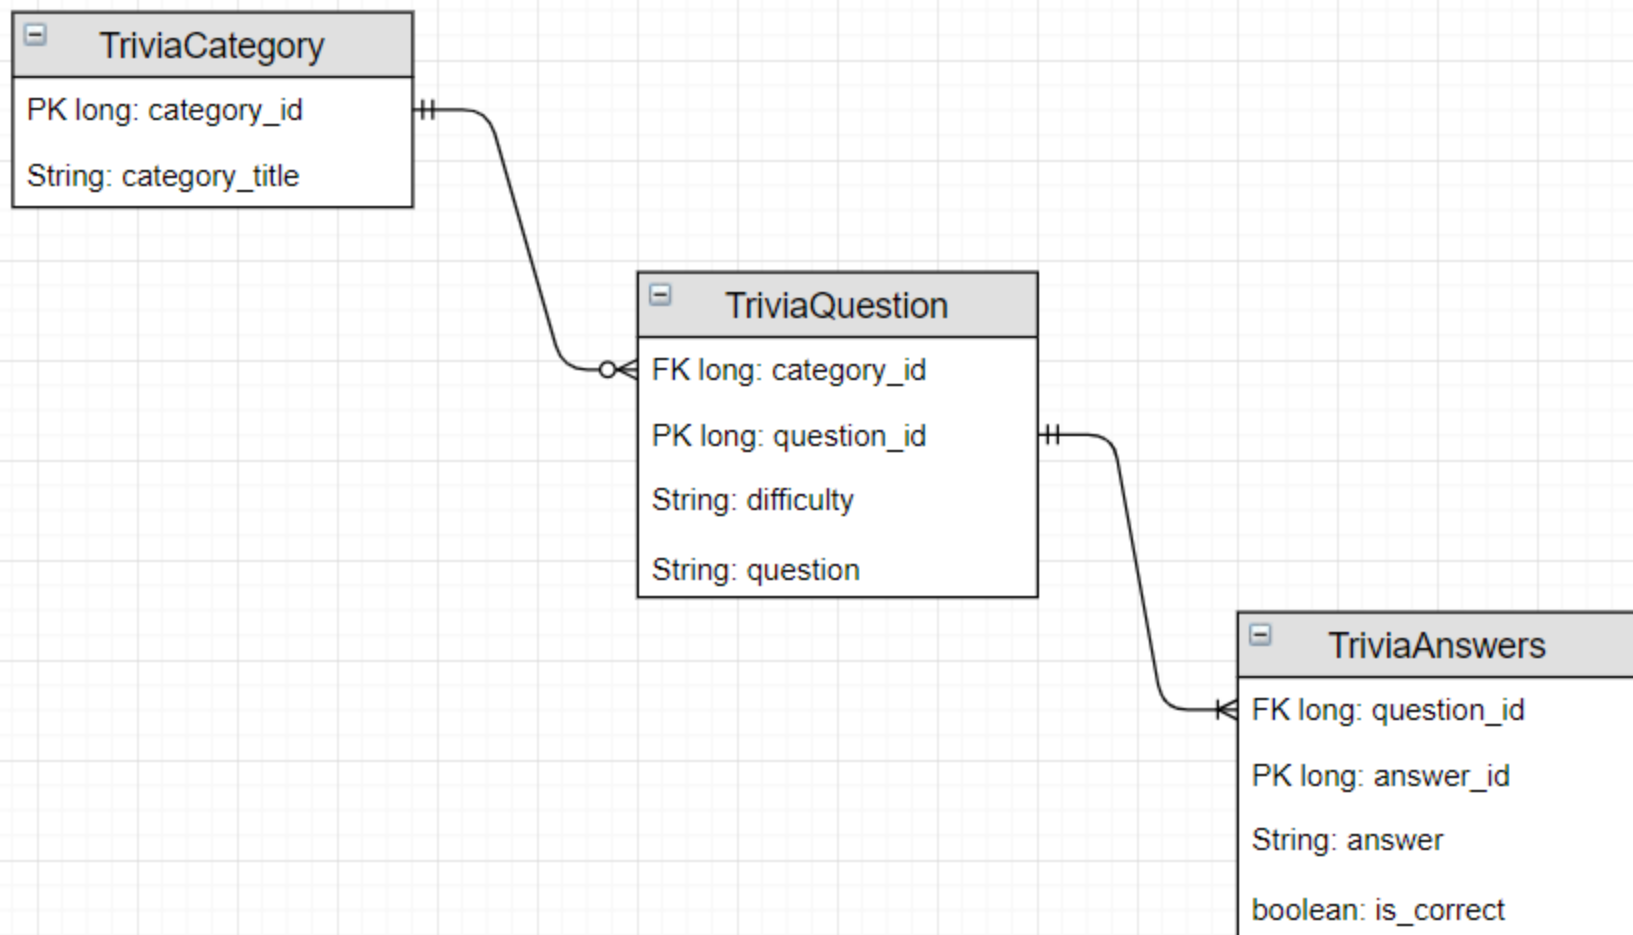 TriviaCategory
PK long: category_id
String: category_title
TriviaQuestion
FK long: category_id
PK long: question_id
String: difficulty
String: question
TriviaAnswers
FK long: question_id
PK long: answer_id
String: answer
boolean: is_correct